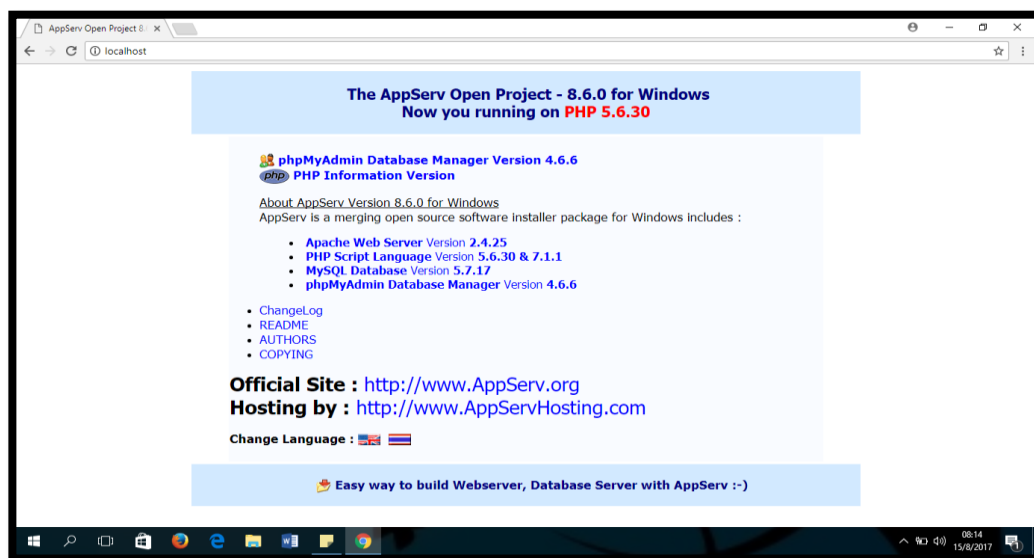 AppServ Open Project 8.
localhost
The AppServ Open Project - 8.6.0 for Windows
Now you running on PHP 5.6.30
phpMyAdmin Database Manager Version 4.6.6
php PHP Information Version
About AppServ Version 8.6.0 for Windows
AppServ is a merging open source software installer package for Windows includes :
• Apache Web Server Version 2.4.25
• PHP Script Language Version 5.6.30 & 7.1.1
• MySQL Database Version 5.7.17
• phpMyAdmin Database Manager Version 4.6.6
• ChangeLog
• README
• AUTHORS
• COPYING
Official Site : http://www.AppServ.org
Hosting by : http://www.AppServHosting.com
Change Language :
Easy way to build Webserver, Database Server with AppServ :-)
08:14
15/8/2017